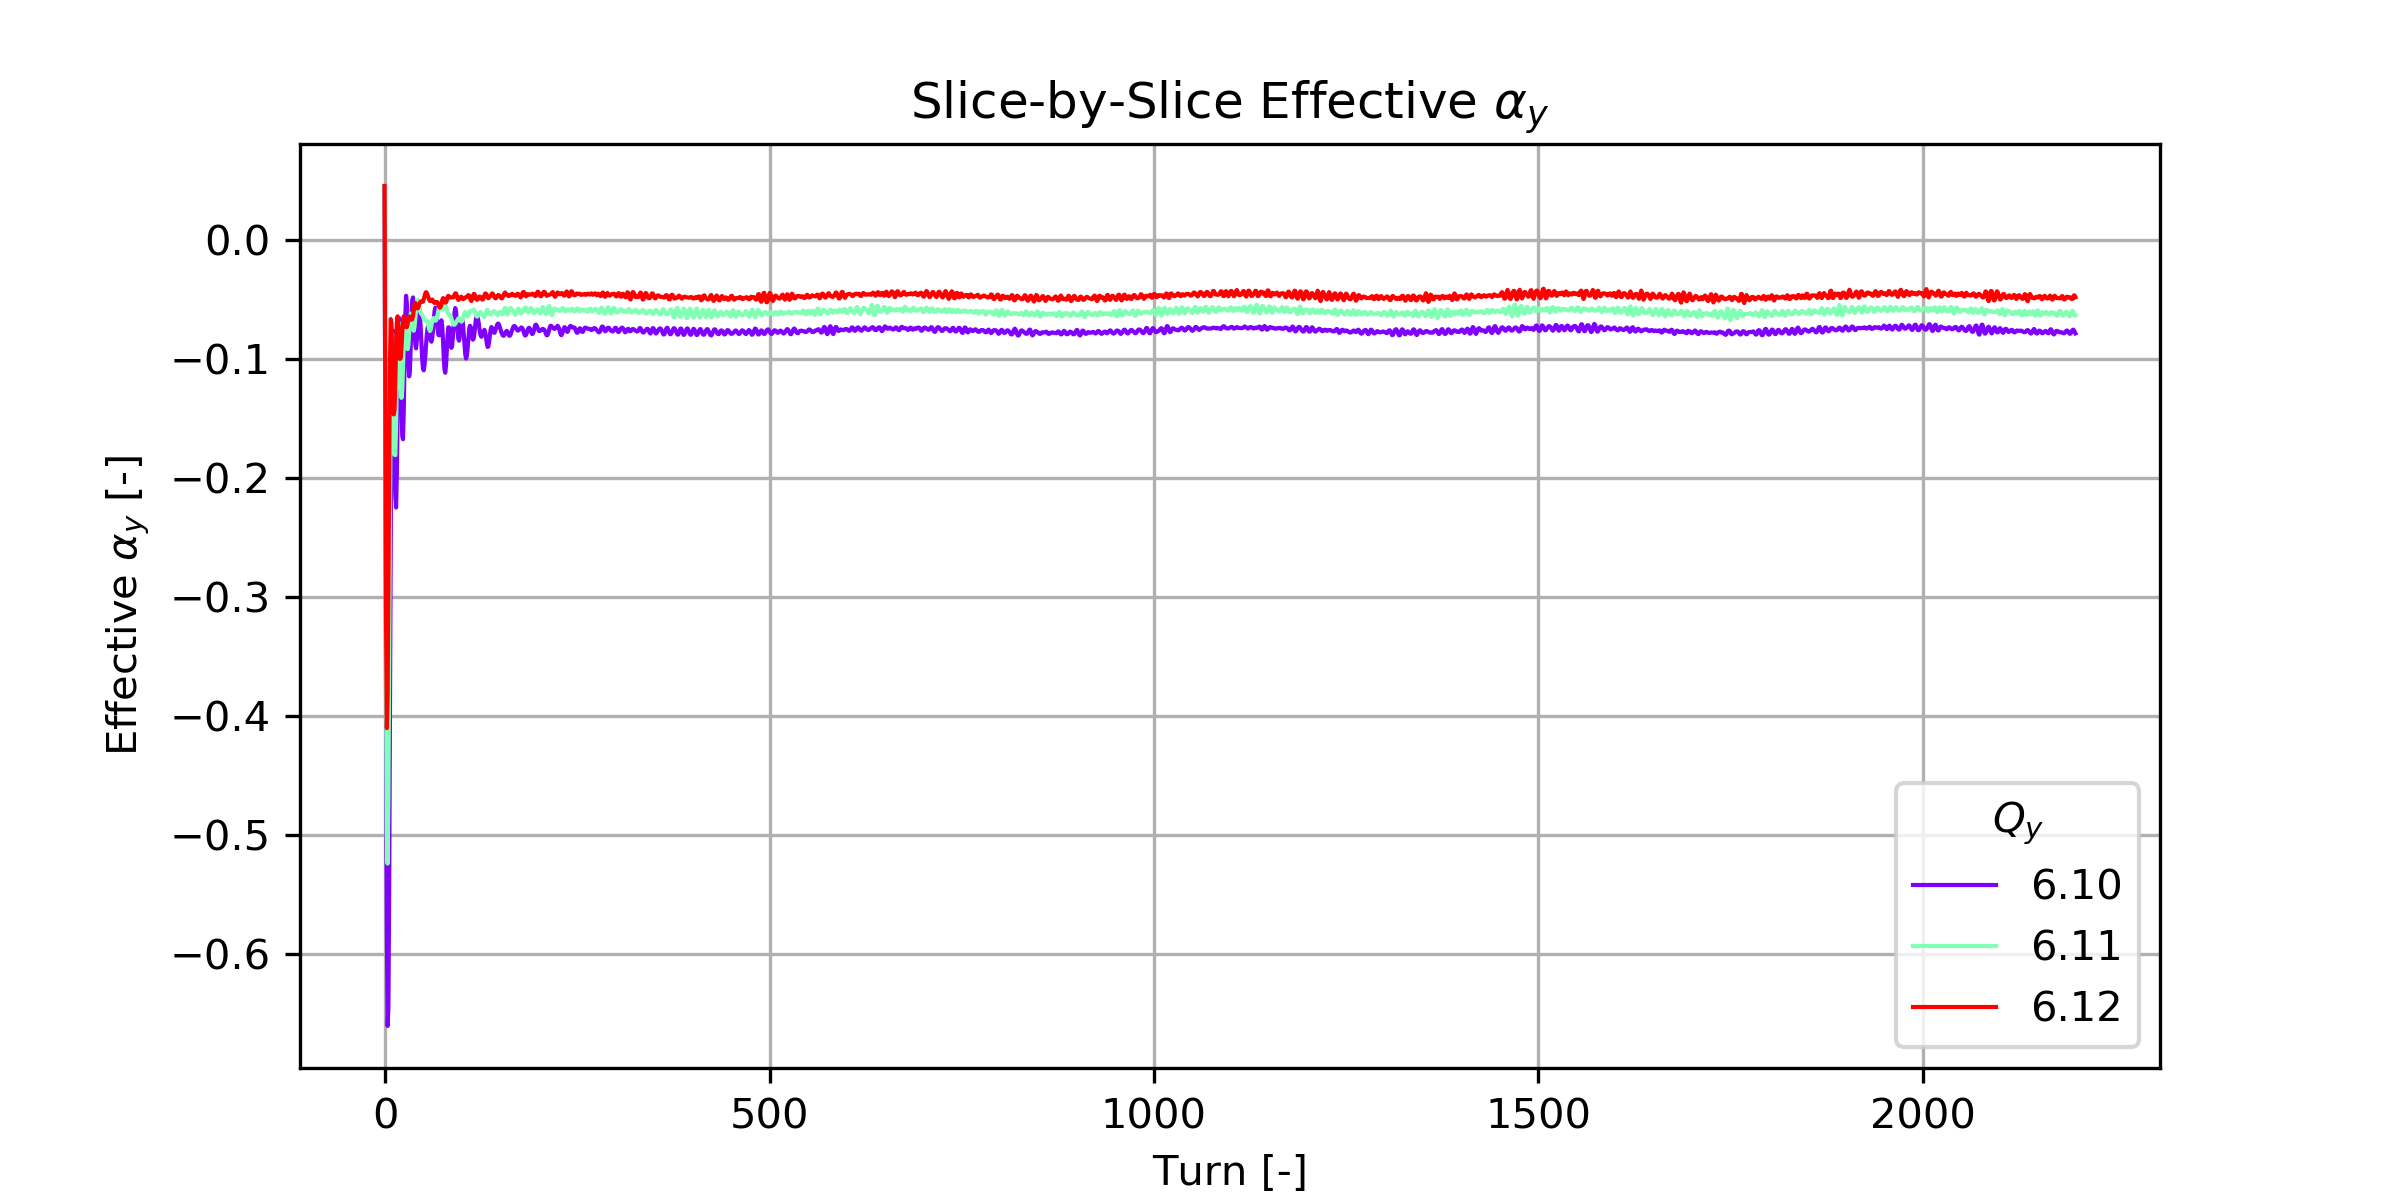 Slice-by-Slice Effective αy
Effective αy [-]
0.0
−0.1
−0.2
−0.3
−0.4
−0.5
−0.6
0 500 1000 1500 2000
Turn [-]
Qy
6.10
6.11
6.12